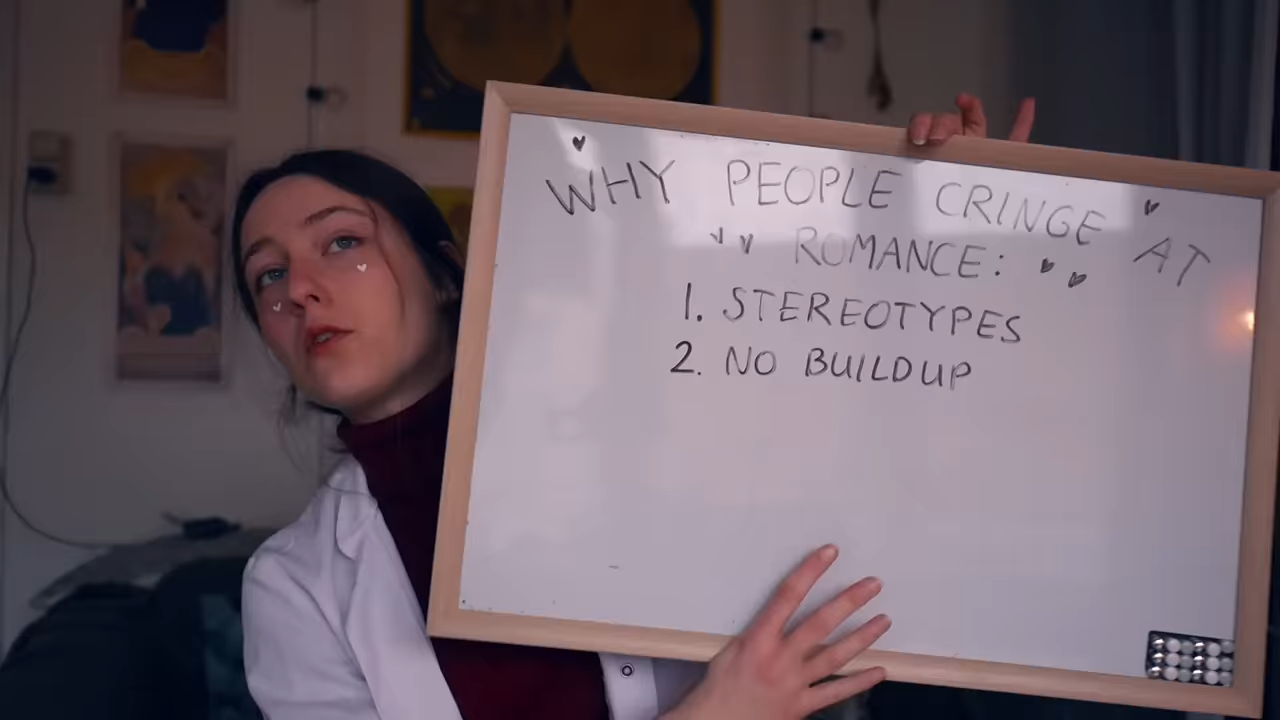 WHY PEOPLE CRINGE AT
ROMANCE:
1. STEREOTYPES
2. NO BUILDUP